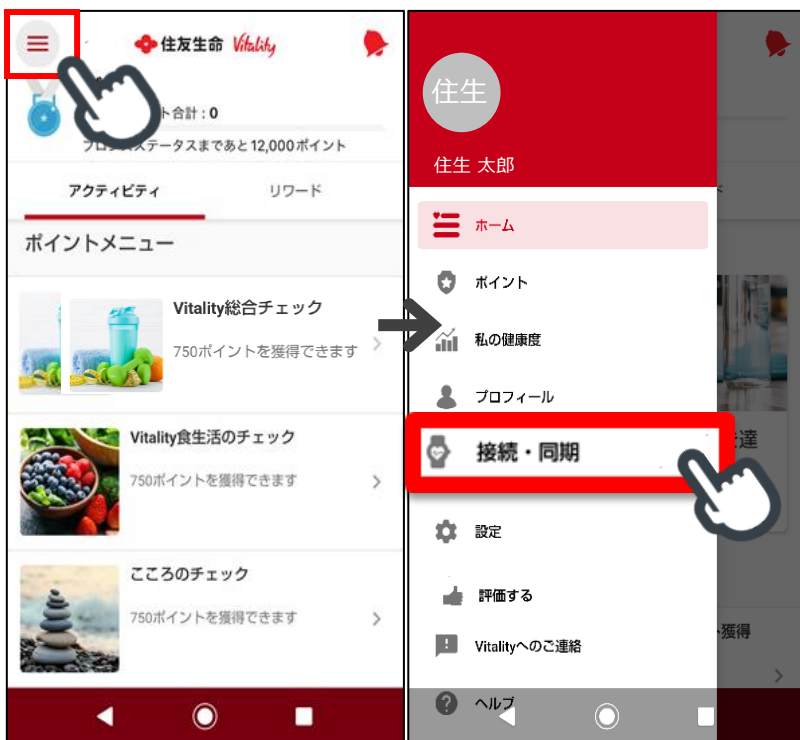 住友生命 Vitality
ト合計：0
ブロンズステータスまであと12,000ポイント
アクティビティ
リワード
ポイントメニュー
Vitality総合チェック
750ポイントを獲得できます
Vitality食生活のチェック
750ポイントを獲得できます
こころのチェック
750ポイントを獲得できます
住生
住生 太郎
ホーム
ポイント
私の健康度
プロフィール
接続・同期
設定
評価する
Vitalityへのご連絡
ヘルプ
達
ト獲得